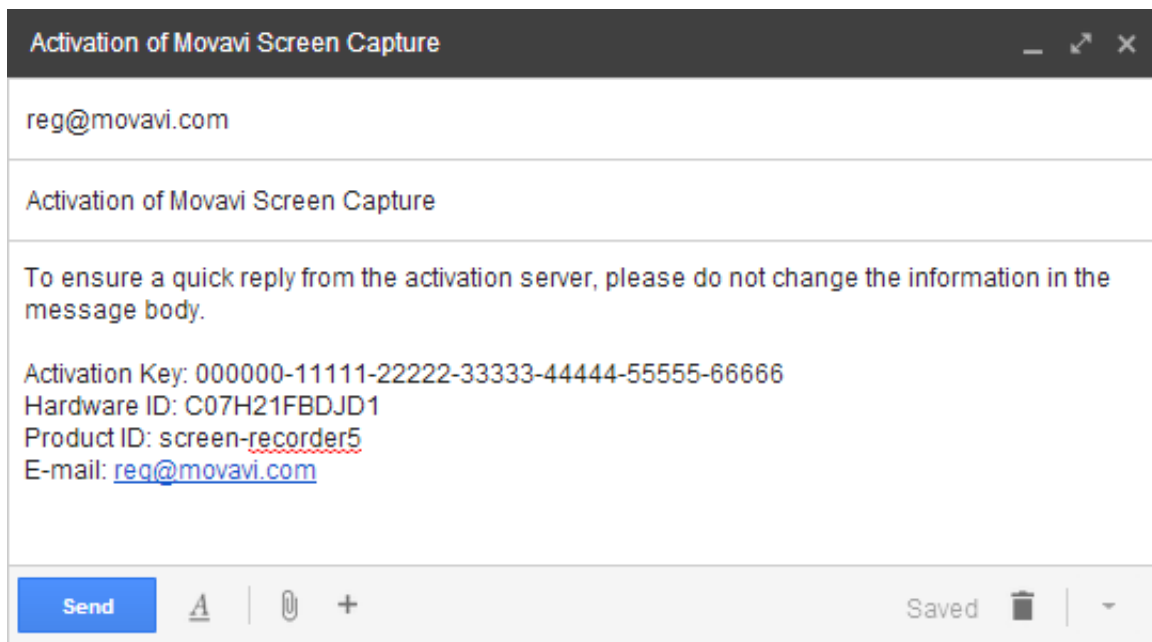 Activation of Movavi Screen Capture
reg@movavi.com
Activation of Movavi Screen Capture
To ensure a quick reply from the activation server, please do not change the information in the
message body.
Activation Key: 000000-11111-22222-33333-44444-55555-66666
Hardware ID: C07H21FBDJD1
Product ID: screen-recorder5
E-mail: reg@movavi.com
Send A Saved